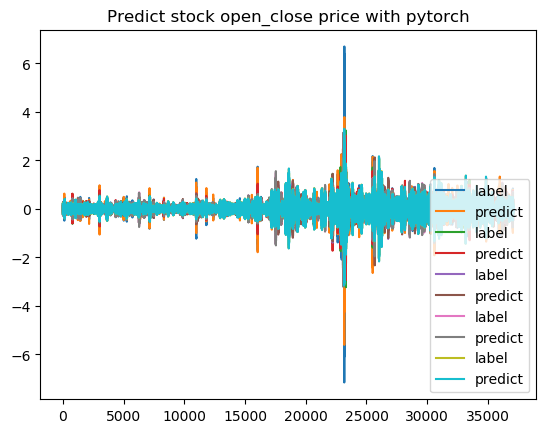 Predict stock open_close price with pytorch
6
4
2
0
−2
−4
−6
label
predict
label
predict
label
predict
label
predict
label
predict
0
5000
10000
15000
20000
25000
30000
35000